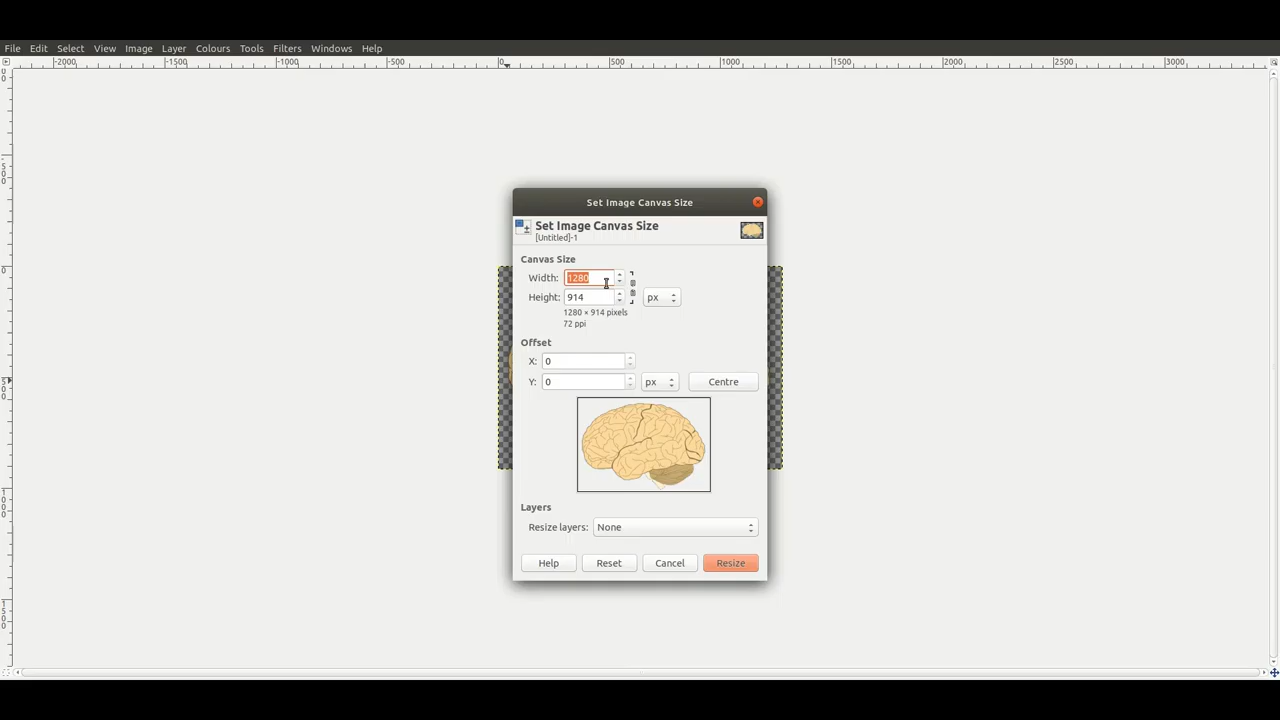 File Edit Select View Image Layer Colours Tools Filters Windows Help
-2000 -1500 -1000 -500 0 500 1000 1500 2000 2500 3000
Set Image Canvas Size
Set Image Canvas Size
[Untitled]-1
Canvas Size
Width: 1280
Height: 914 px
1280 × 914 pixels
72 ppi
Offset
X: 0
Y: 0 px Centre
Layers
Resize layers: None
Help Reset Cancel Resize